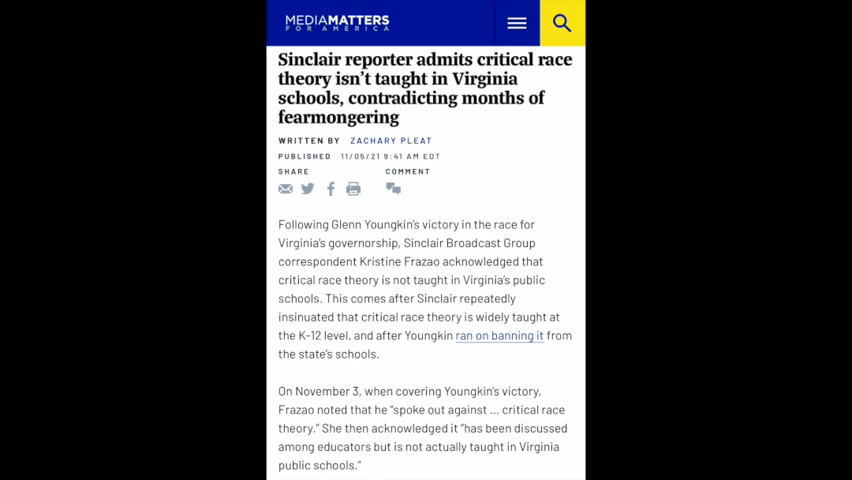 MEDIAMATTERS
FOR AMERICA
Sinclair reporter admits critical race
theory isn't taught in Virginia
schools, contradicting months of
fearmongering
WRITTEN BY ZACHARY PLEAT
PUBLISHED 11/05/21 9:41 AM EDT
SHARE COMMENT
Following Glenn Youngkin's victory in the race for
Virginia's governorship, Sinclair Broadcast Group
correspondent Kristine Frazao acknowledged that
critical race theory is not taught in Virginia's public
schools. This comes after Sinclair repeatedly
insinuated that critical race theory is widely taught at
the K-12 level, and after Youngkin ran on banning it from
the state's schools.
On November 3, when covering Youngkin's victory,
Frazao noted that he "spoke out against ... critical race
theory." She then acknowledged it "has been discussed
among educators but is not actually taught in Virginia
public schools."